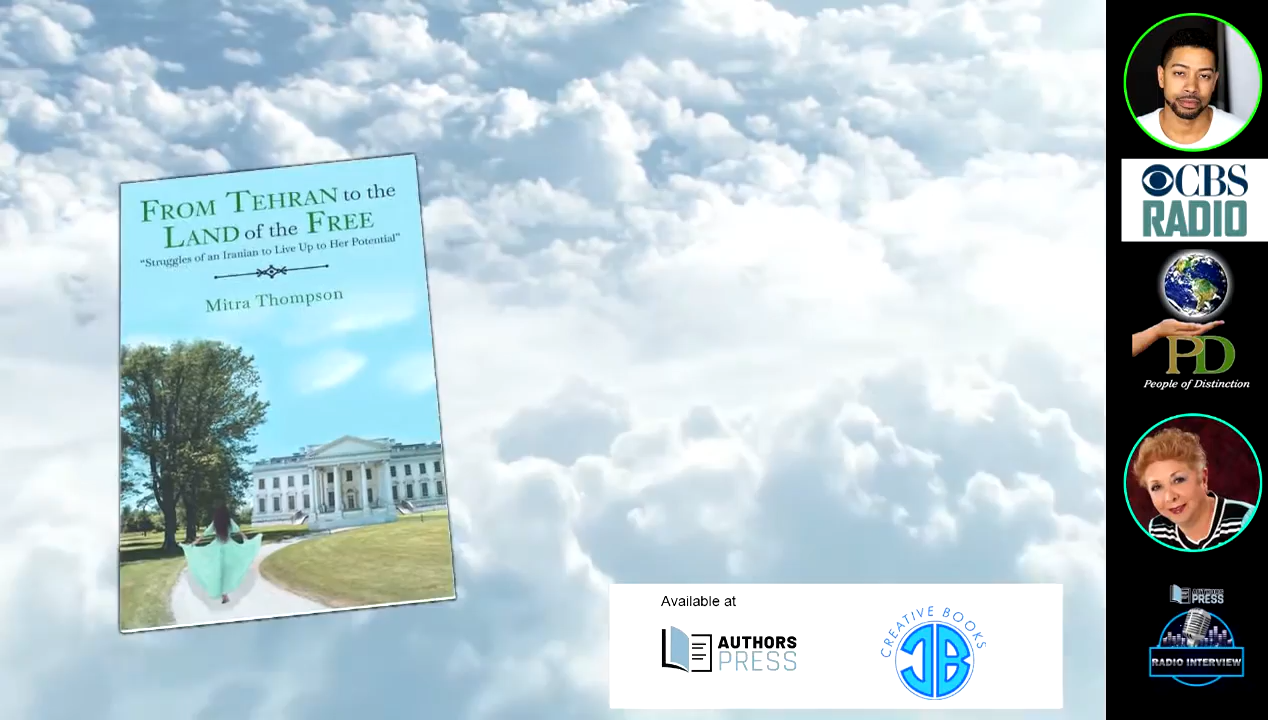 FROM TEHRAN to the
LAND of the FREE
"Struggles of an Iranian to Live Up to Her Potential"
Mitra Thompson
Available at
AUTHORS
PRESS
CREATIVE BOOKS
CB
CBS
RADIO
PD
People of Distinction
AUTHORS
PRESS
RADIO INTERVIEW